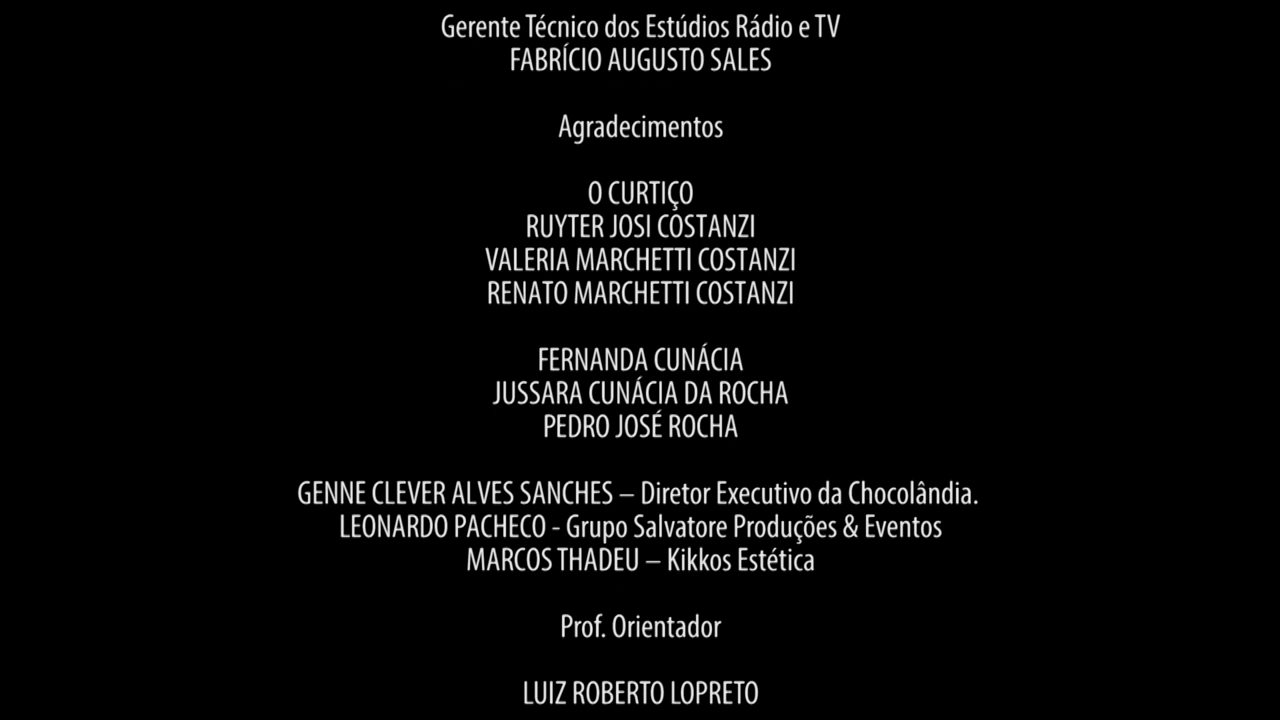 Gerente Técnico dos Estúdios Rádio e TV
FABRÍCIO AUGUSTO SALES
Agradecimentos
O CURTIÇO
RUYTER JOSI COSTANZI
VALERIA MARCHETTI COSTANZI
RENATO MARCHETTI COSTANZI
FERNANDA CUNÁCIA
JUSSARA CUNÁCIA DA ROCHA
PEDRO JOSÉ ROCHA
GENNE CLEVER ALVES SANCHES – Diretor Executivo da Chocolândia.
LEONARDO PACHECO - Grupo Salvatore Produções & Eventos
MARCOS THADEU – Kikkos Estética
Prof. Orientador
LUIZ ROBERTO LOPRETO